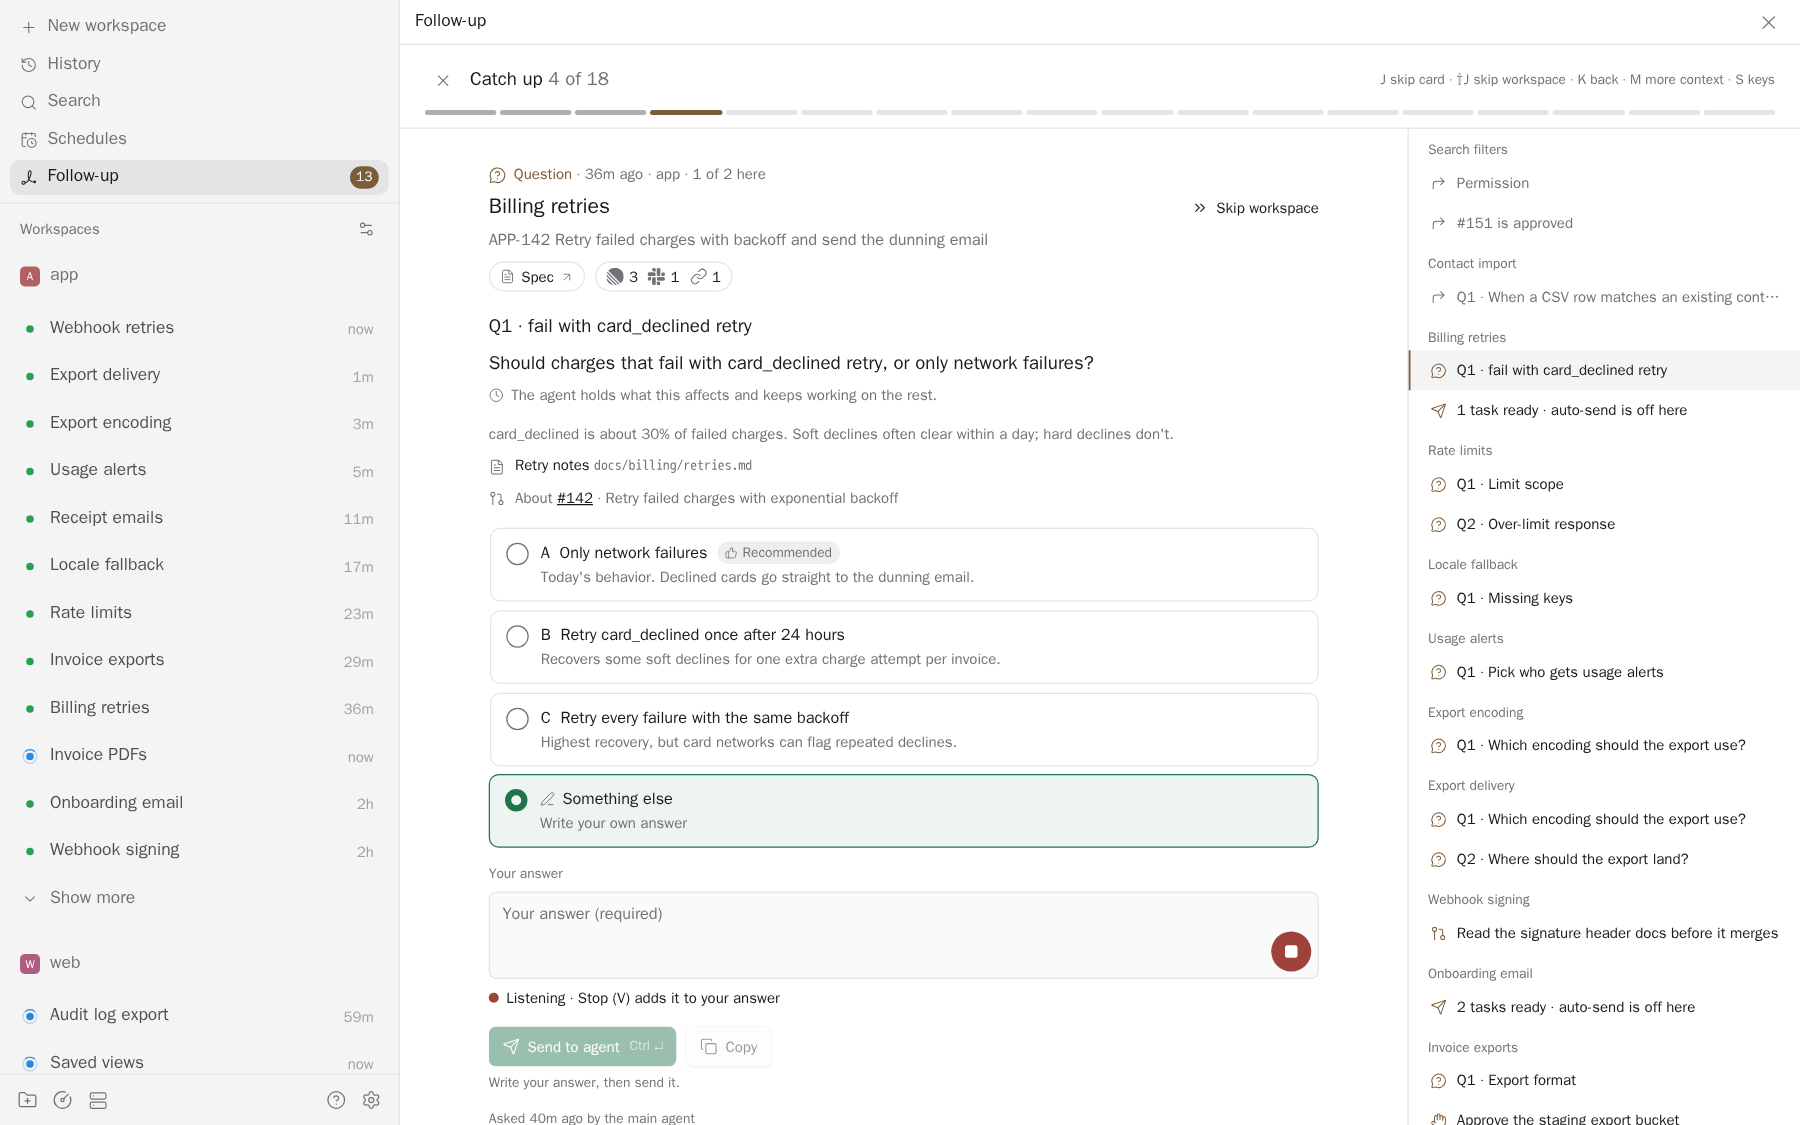 New workspace
History
Search
Schedules
Follow-up 13
Workspaces
A app
Webhook retries now
Export delivery 1m
Export encoding 3m
Usage alerts 5m
Receipt emails 11m
Locale fallback 17m
Rate limits 23m
Invoice exports 29m
Billing retries 36m
Invoice PDFs now
Onboarding email 2h
Webhook signing 2h
Show more
W web
Audit log export 59m
Saved views now
Follow-up
Catch up 4 of 18
J skip card · ⇧J skip workspace · K back · M more context · S keys
Question · 36m ago · app · 1 of 2 here
Billing retries
Skip workspace
APP-142 Retry failed charges with backoff and send the dunning email
Spec 3 1 1
Q1 · fail with card_declined retry
Should charges that fail with card_declined retry, or only network failures?
The agent holds what this affects and keeps working on the rest.
card_declined is about 30% of failed charges. Soft declines often clear within a day; hard declines don't.
Retry notes docs/billing/retries.md
About #142 · Retry failed charges with exponential backoff
A Only network failures Recommended
Today's behavior. Declined cards go straight to the dunning email.
B Retry card_declined once after 24 hours
Recovers some soft declines for one extra charge attempt per invoice.
C Retry every failure with the same backoff
Highest recovery, but card networks can flag repeated declines.
Something else
Write your own answer
Your answer
Your answer (required)
Listening · Stop (V) adds it to your answer
Send to agent Ctrl ↵ Copy
Write your answer, then send it.
Asked 40m ago by the main agent
Search filters
Permission
#151 is approved
Contact import
Q1 · When a CSV row matches an existing cont…
Billing retries
Q1 · fail with card_declined retry
1 task ready · auto-send is off here
Rate limits
Q1 · Limit scope
Q2 · Over-limit response
Locale fallback
Q1 · Missing keys
Usage alerts
Q1 · Pick who gets usage alerts
Export encoding
Q1 · Which encoding should the export use?
Export delivery
Q1 · Which encoding should the export use?
Q2 · Where should the export land?
Webhook signing
Read the signature header docs before it merges
Onboarding email
2 tasks ready · auto-send is off here
Invoice exports
Q1 · Export format
Approve the staging export bucket